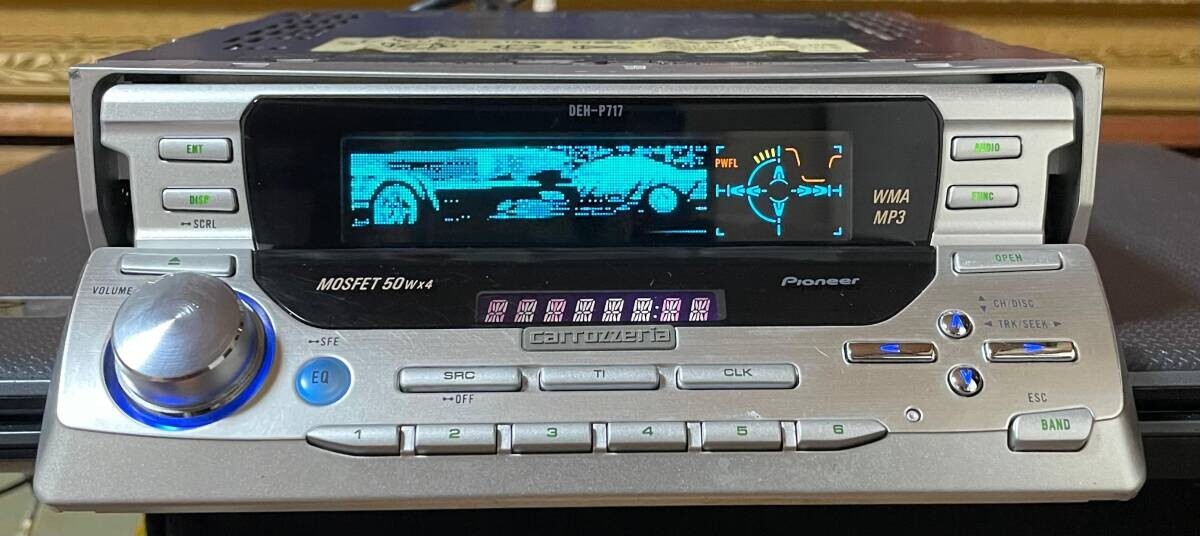 DEH-P717
ENT
AUDIO
PWFL
DISP
FUNC
WMA
MP3
SCRL
OPEN
VOLUME
MOSFET 50W×4
Pioneer
CH/DISC
TRK/SEEK
carrozzeria
SFE
EQ
SRC
TI
CLK
OFF
ESC
BAND
1 2 3 4 5 6